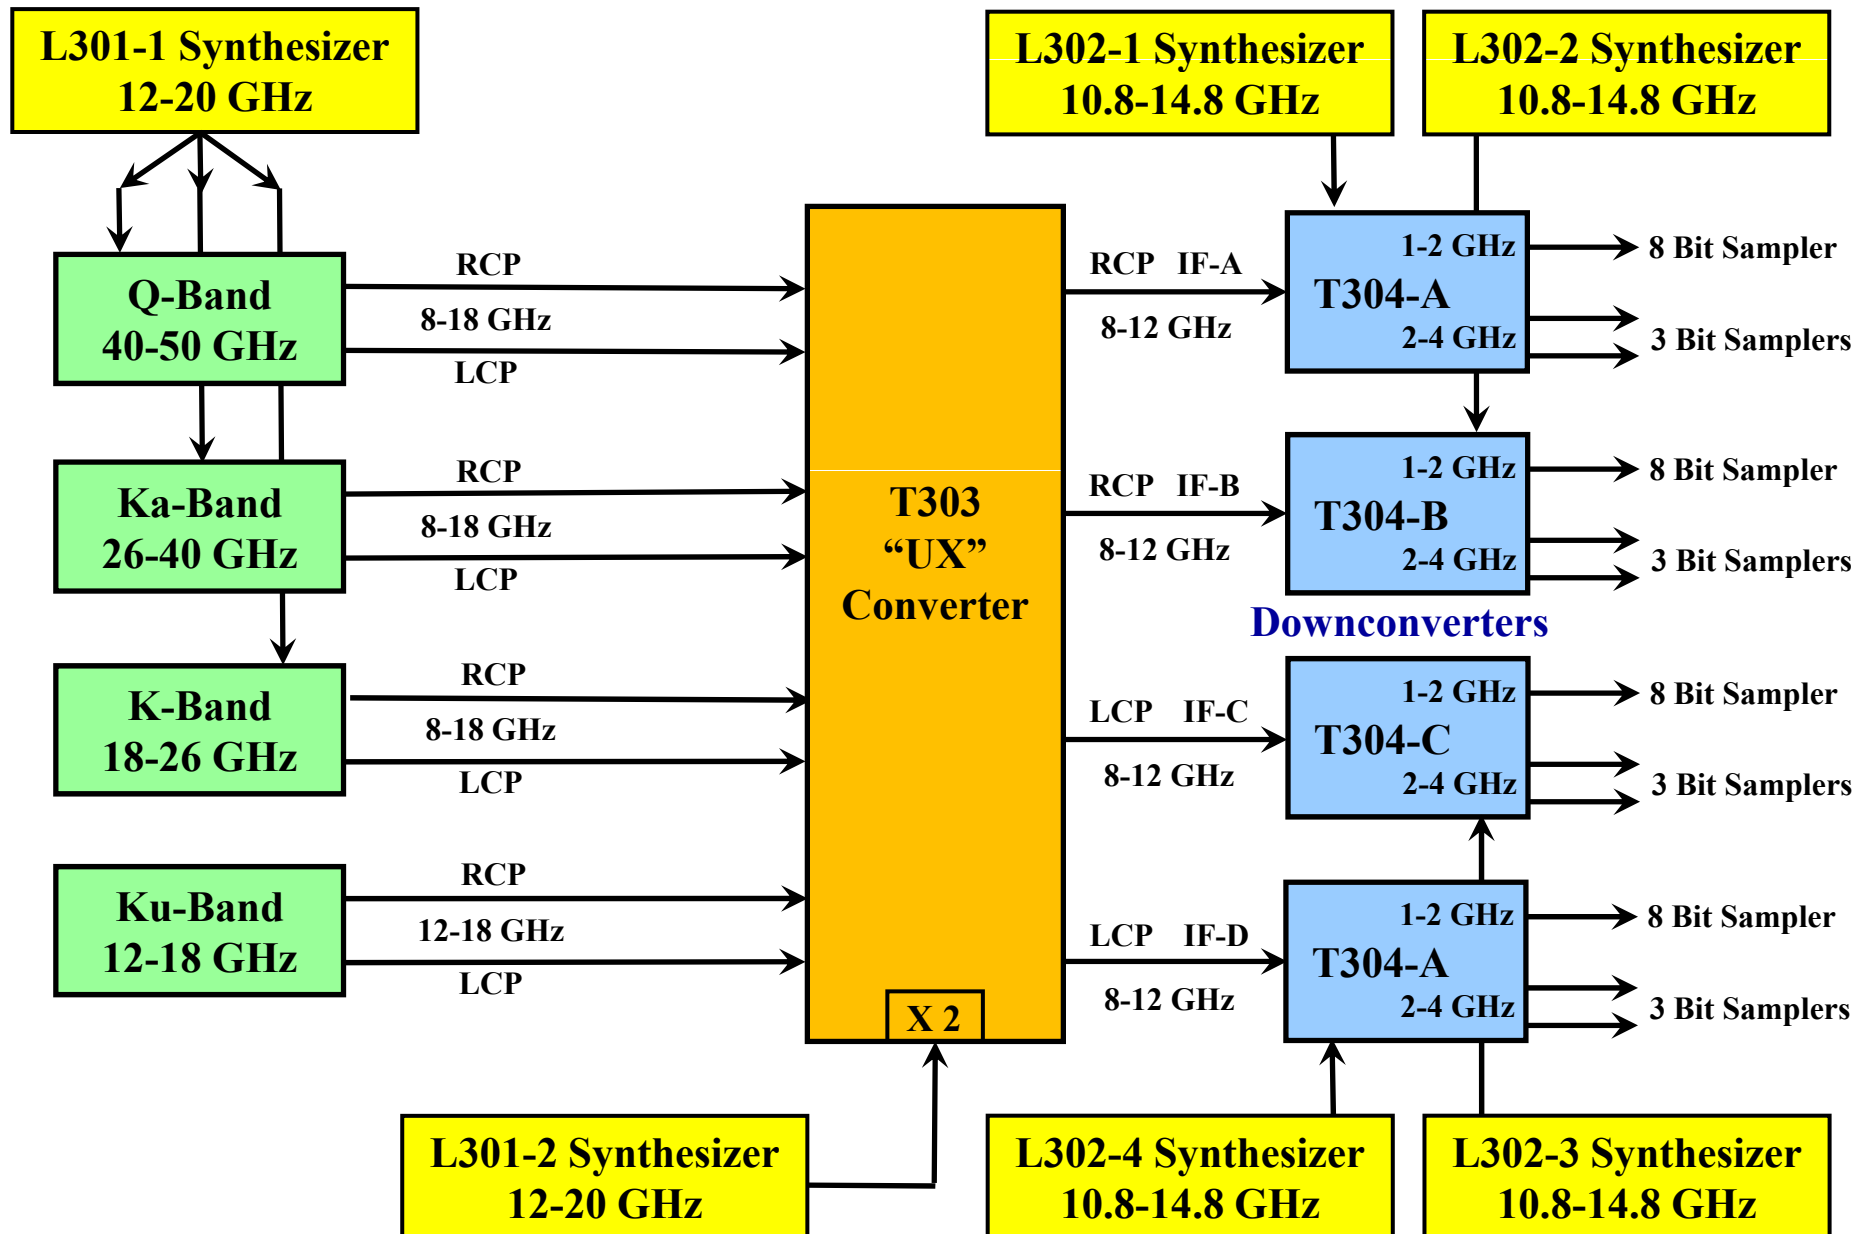 L301-1 Synthesizer
12-20 GHz
L302-1 Synthesizer
10.8-14.8 GHz
L302-2 Synthesizer
10.8-14.8 GHz
Q-Band
40-50 GHz
RCP
8-18 GHz
LCP
Ka-Band
26-40 GHz
RCP
8-18 GHz
LCP
K-Band
18-26 GHz
RCP
8-18 GHz
LCP
Ku-Band
12-18 GHz
RCP
12-18 GHz
LCP
T303
“UX”
Converter
X 2
RCP IF-A
8-12 GHz
RCP IF-B
8-12 GHz
LCP IF-C
8-12 GHz
LCP IF-D
8-12 GHz
1-2 GHz
T304-A
2-4 GHz
8 Bit Sampler
3 Bit Samplers
1-2 GHz
T304-B
2-4 GHz
8 Bit Sampler
3 Bit Samplers
Downconverters
1-2 GHz
T304-C
2-4 GHz
8 Bit Sampler
3 Bit Samplers
1-2 GHz
T304-A
2-4 GHz
8 Bit Sampler
3 Bit Samplers
L301-2 Synthesizer
12-20 GHz
L302-4 Synthesizer
10.8-14.8 GHz
L302-3 Synthesizer
10.8-14.8 GHz